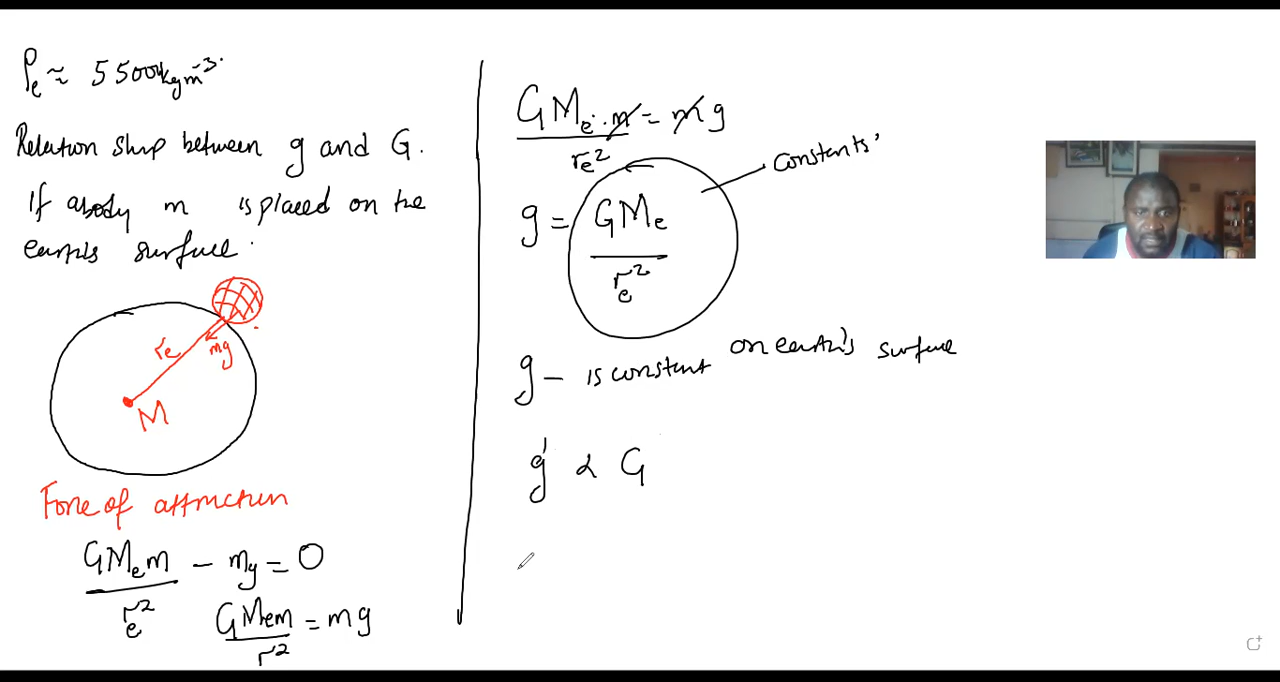 ρe ≈ 5500kgm⁻³.
Relationship between g and G.
If a body m is placed on the
earth's surface.
re
mg
M
Force of attraction
GMem/re² - mg = 0
GMem/r² = mg
GMe.m/re² = mg
constants'
g = GMe/re²
g - is constant on earth's surface
g' α G